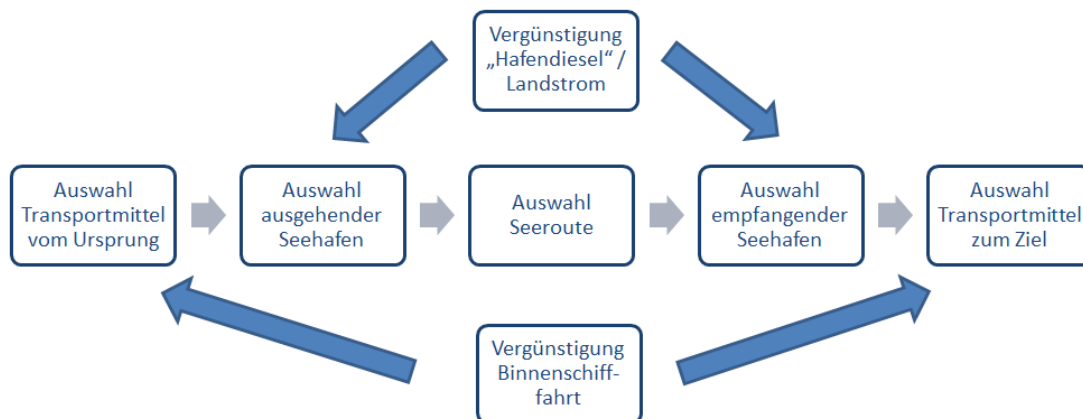 Vergünstigung
„Hafendiesel“ /
Landstrom
Auswahl
Transportmittel
vom Ursprung
Auswahl
ausgehender
Seehafen
Auswahl
Seeroute
Auswahl
empfangender
Seehafen
Auswahl
Transportmittel
zum Ziel
Vergünstigung
Binnenschiff-
fahrt